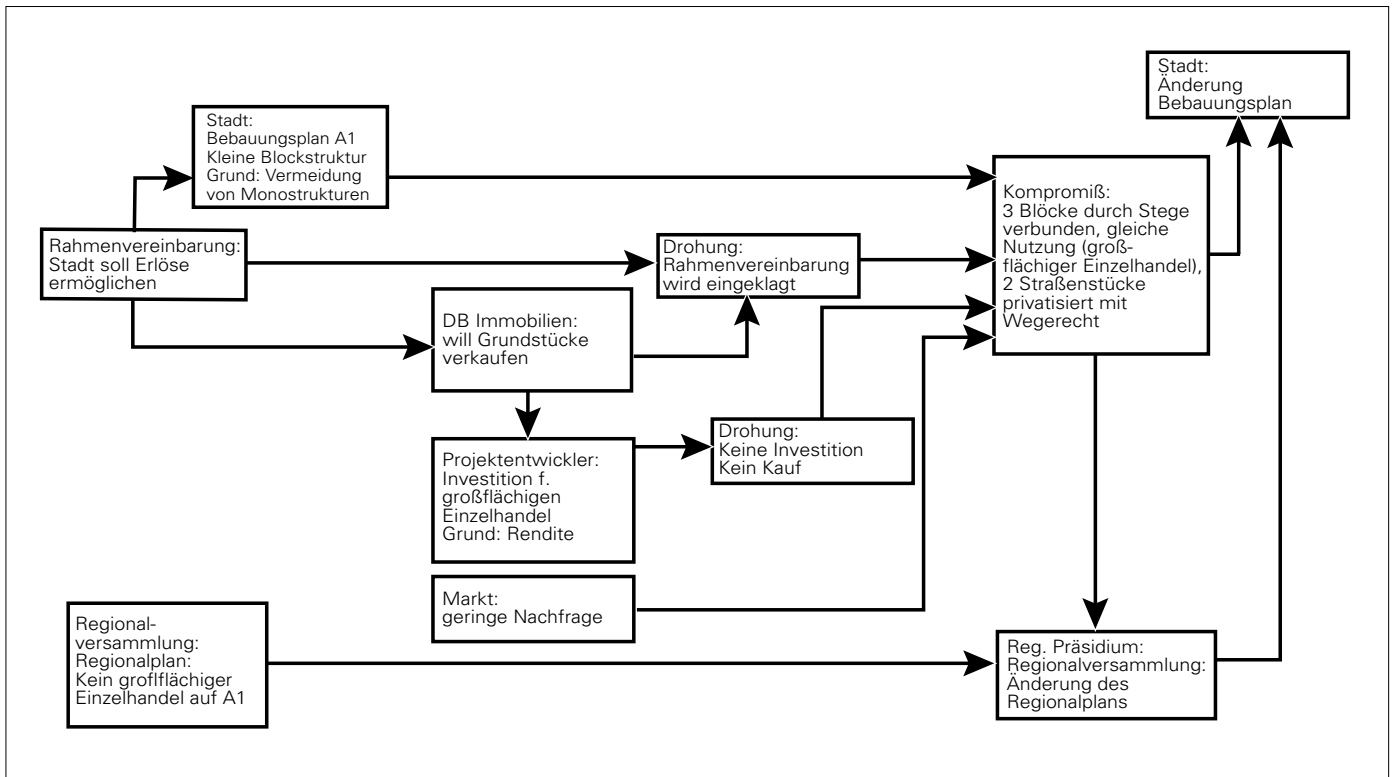 Stadt:
Änderung
Bebauungsplan
Stadt:
Bebauungsplan A1
Kleine Blockstruktur
Grund: Vermeidung
von Monostrukturen
Kompromiß:
3 Blöcke durch Stege
verbunden, gleiche
Nutzung (groß-
flächiger Einzelhandel),
2 Straßenstücke
privatisiert mit
Wegerecht
Rahmenvereinbarung:
Stadt soll Erlöse
ermöglichen
Drohung:
Rahmenvereinbarung
wird eingeklagt
DB Immobilien:
will Grundstücke
verkaufen
Drohung:
Keine Investition
Kein Kauf
Projektentwickler:
Investition f.
großflächigen
Einzelhandel
Grund: Rendite
Markt:
geringe Nachfrage
Regional-
versammlung:
Regionalplan:
Kein groflflächiger
Einzelhandel auf A1
Reg. Präsidium:
Regionalversammlung:
Änderung des
Regionalplans